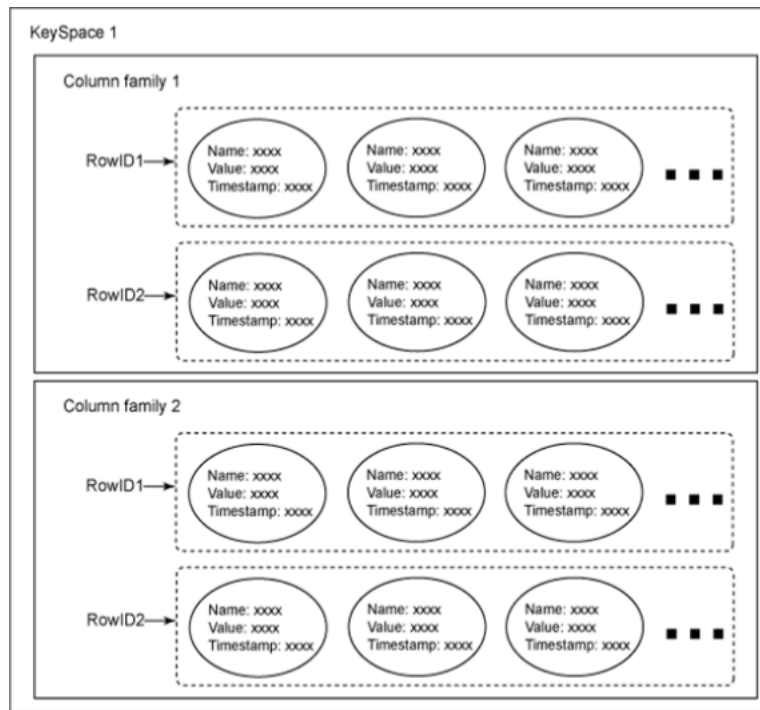 KeySpace 1
Column family 1
RowID1
Name: xxxx
Value: xxxx
Timestamp: xxxx
Name: xxxx
Value: xxxx
Timestamp: xxxx
Name: xxxx
Value: xxxx
Timestamp: xxxx
RowID2
Name: xxxx
Value: xxxx
Timestamp: xxxx
Name: xxxx
Value: xxxx
Timestamp: xxxx
Name: xxxx
Value: xxxx
Timestamp: xxxx
Column family 2
RowID1
Name: xxxx
Value: xxxx
Timestamp: xxxx
Name: xxxx
Value: xxxx
Timestamp: xxxx
Name: xxxx
Value: xxxx
Timestamp: xxxx
RowID2
Name: xxxx
Value: xxxx
Timestamp: xxxx
Name: xxxx
Value: xxxx
Timestamp: xxxx
Name: xxxx
Value: xxxx
Timestamp: xxxx